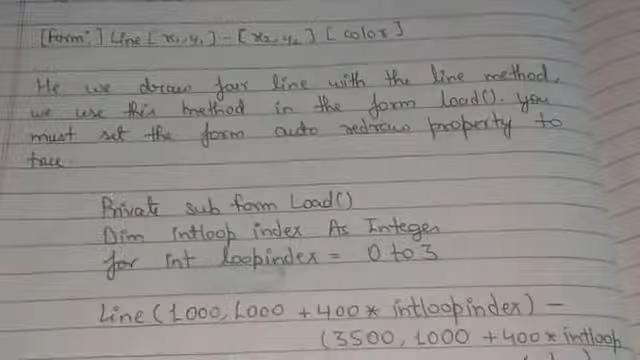 [form:] Line [x1, y1] - [x2, y2] [color]
He we draw four line with the line method.
we use this method in the form load(). you
must set the form auto redraw property to
true.
Private sub form Load()
Dim intloop index As Integer
for int loopindex = 0 to 3
Line (1000, 1000 + 400 * intloopindex) -
(3500, 1000 + 400 * intloop